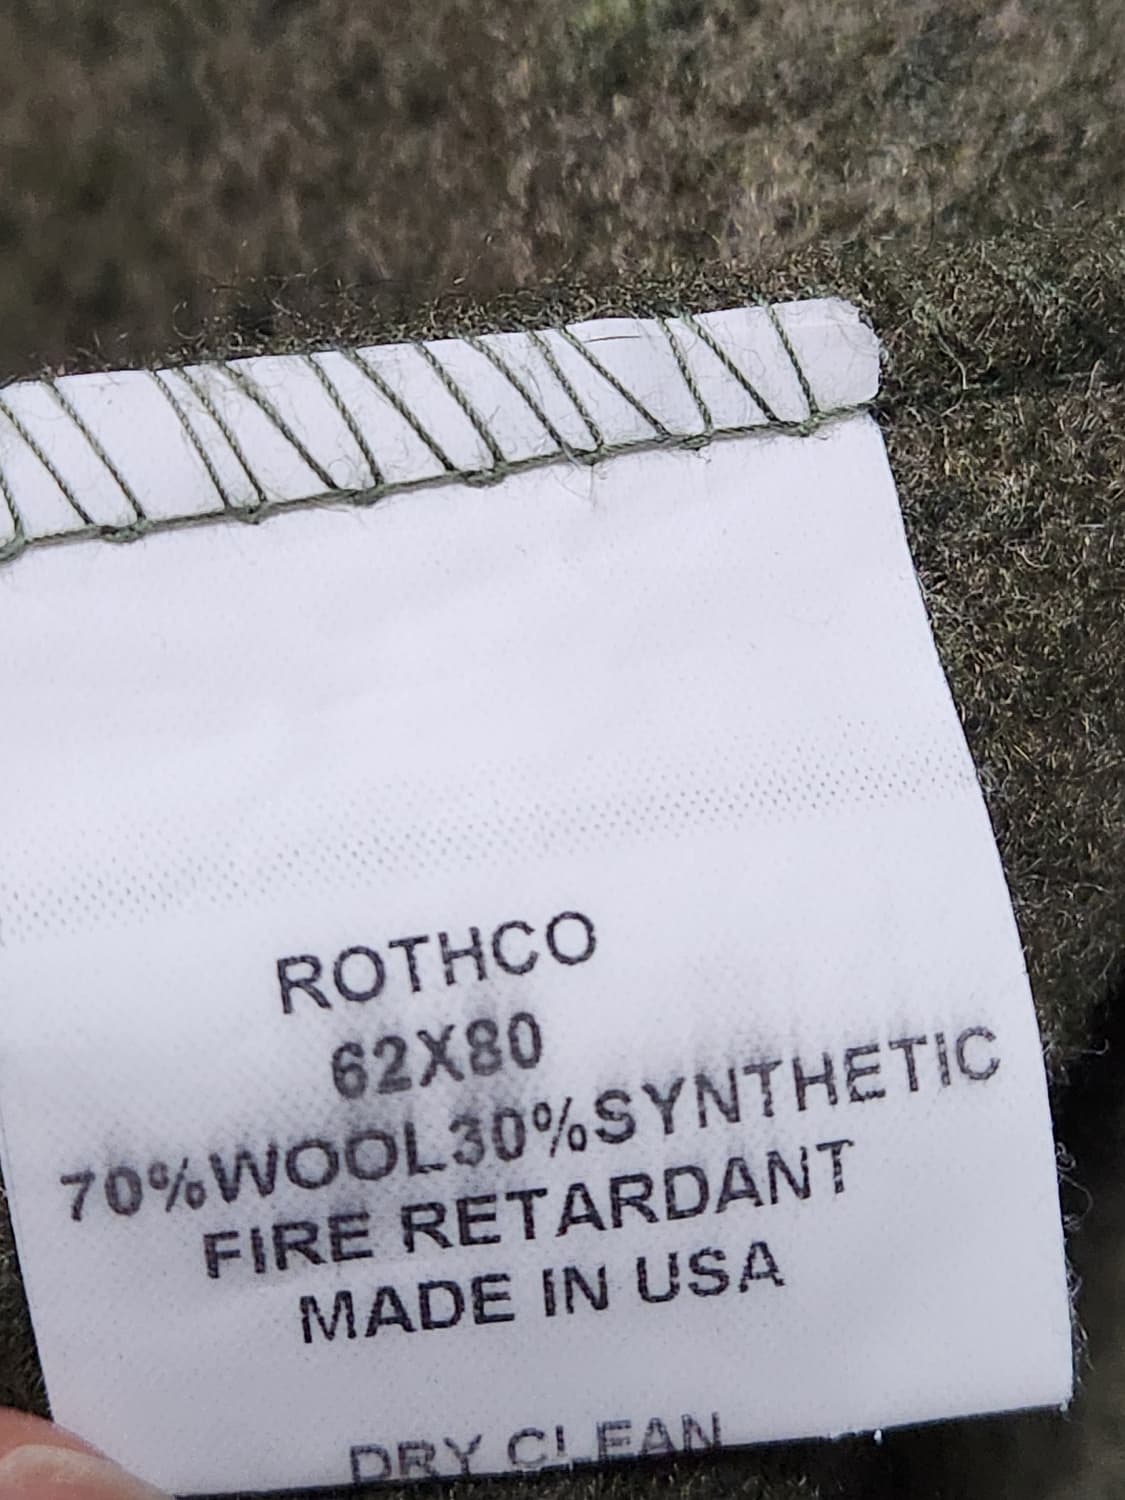 ROTHCO
62X80
70%WOOL30%SYNTHETIC
FIRE RETARDANT
MADE IN USA
DRY CLEAN